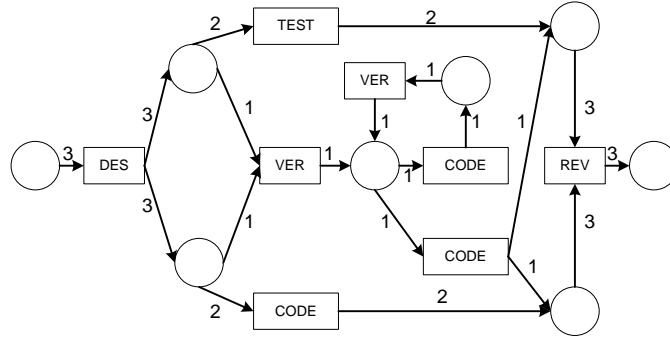 2 TEST 2
VER 1
3 1 1 1 1 3
3 DES VER 1 1 CODE REV 3
3 1 1 3
CODE 1
2 CODE 2